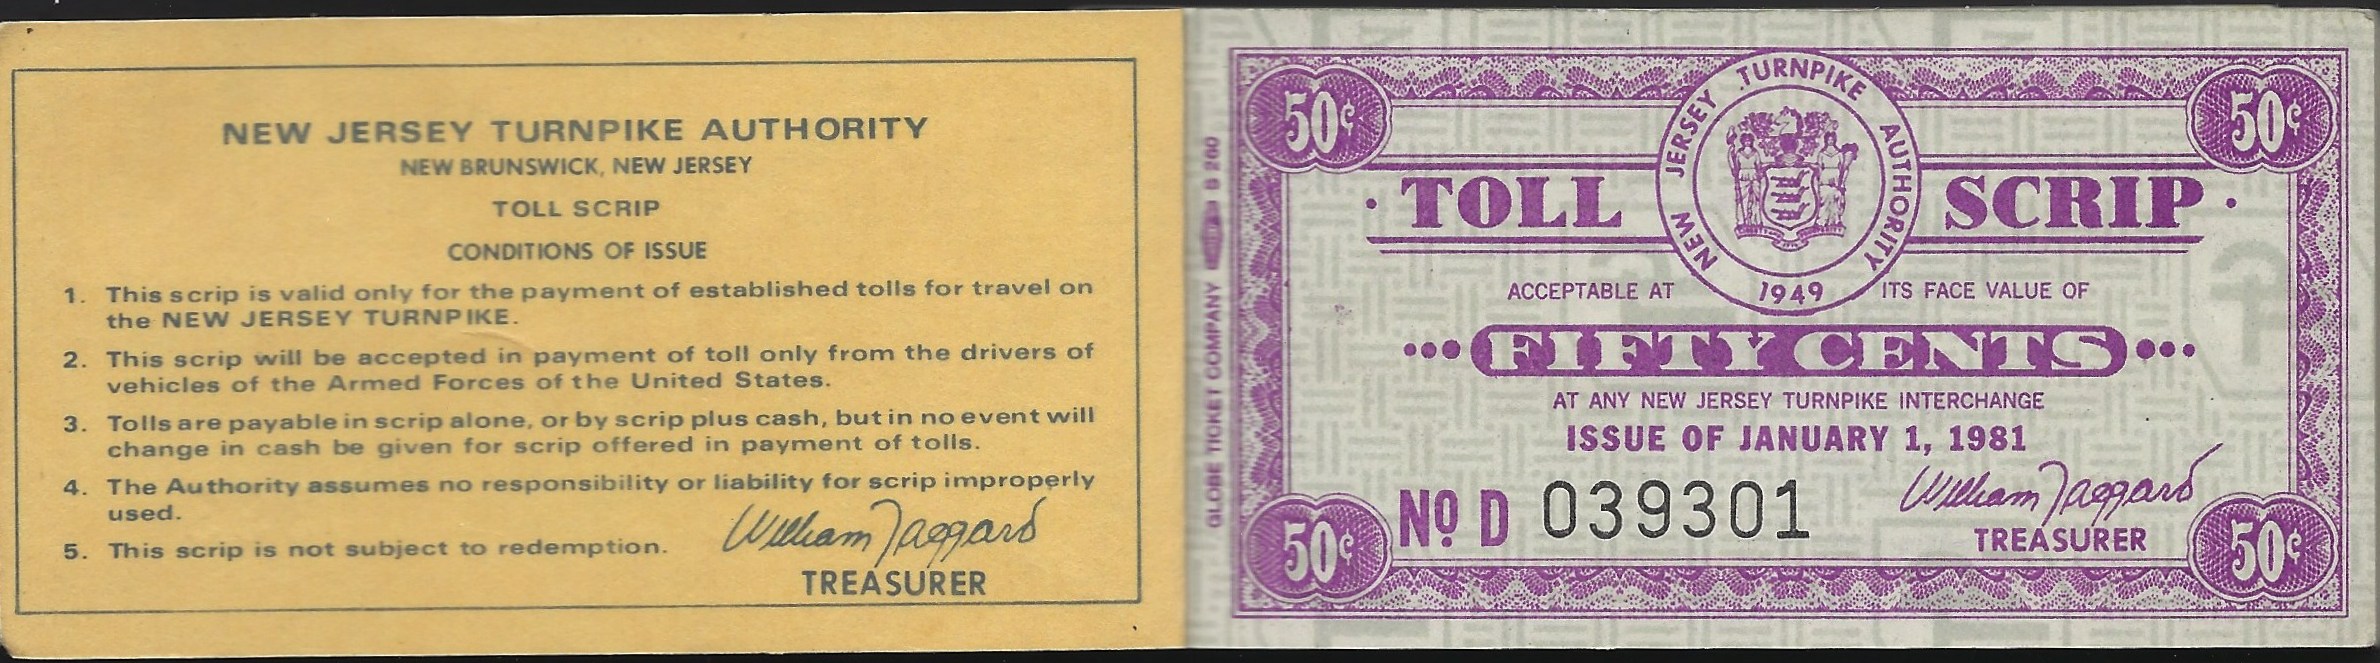 NEW JERSEY TURNPIKE AUTHORITY
NEW BRUNSWICK, NEW JERSEY
TOLL SCRIP
CONDITIONS OF ISSUE
1. This scrip is valid only for the payment of established tolls for travel on
the NEW JERSEY TURNPIKE.
2. This scrip will be accepted in payment of toll only from the drivers of
vehicles of the Armed Forces of the United States.
3. Tolls are payable in scrip alone, or by scrip plus cash, but in no event will
change in cash be given for scrip offered in payment of tolls.
4. The Authority assumes no responsibility or liability for scrip improperly
used.
5. This scrip is not subject to redemption.
William Taggard
TREASURER
GLOBE TICKET COMPANY B 260
50¢ 50¢
NEW JERSEY TURNPIKE AUTHORITY
1949
· TOLL SCRIP ·
ACCEPTABLE AT ITS FACE VALUE OF
•••FIFTY CENTS•••
AT ANY NEW JERSEY TURNPIKE INTERCHANGE
ISSUE OF JANUARY 1, 1981
No D 039301
William Taggard
TREASURER
50¢ 50¢